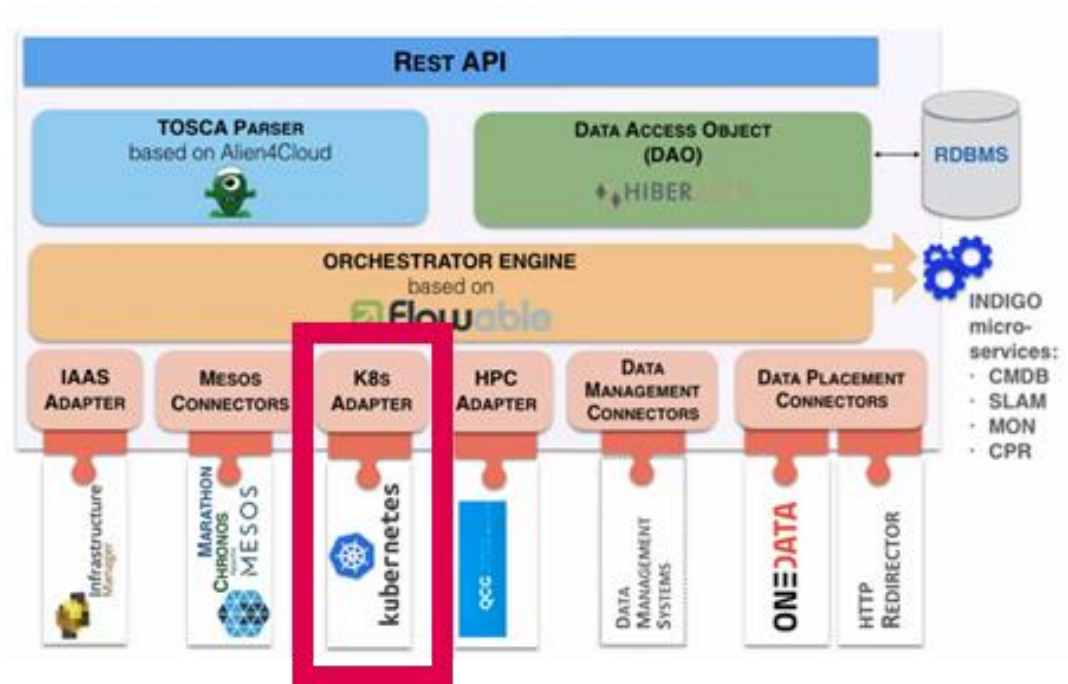 REST API
TOSCA PARSER
based on Alien4Cloud
DATA ACCESS OBJECT
(DAO)
HIBER
RDBMS
ORCHESTRATOR ENGINE
based on
flowable
INDIGO
micro-
services:
· CMDB
· SLAM
· MON
· CPR
IAAS
ADAPTER
MESOS
CONNECTORS
K8S
ADAPTER
HPC
ADAPTER
DATA
MANAGEMENT
CONNECTORS
DATA PLACEMENT
CONNECTORS
Infrastructure
Manager
MARATHON
CHRONOS
MESOS
kubernetes
QCG
DATA
MANAGEMENT
SYSTEMS
ONEDATA
HTTP
REDIRECTOR